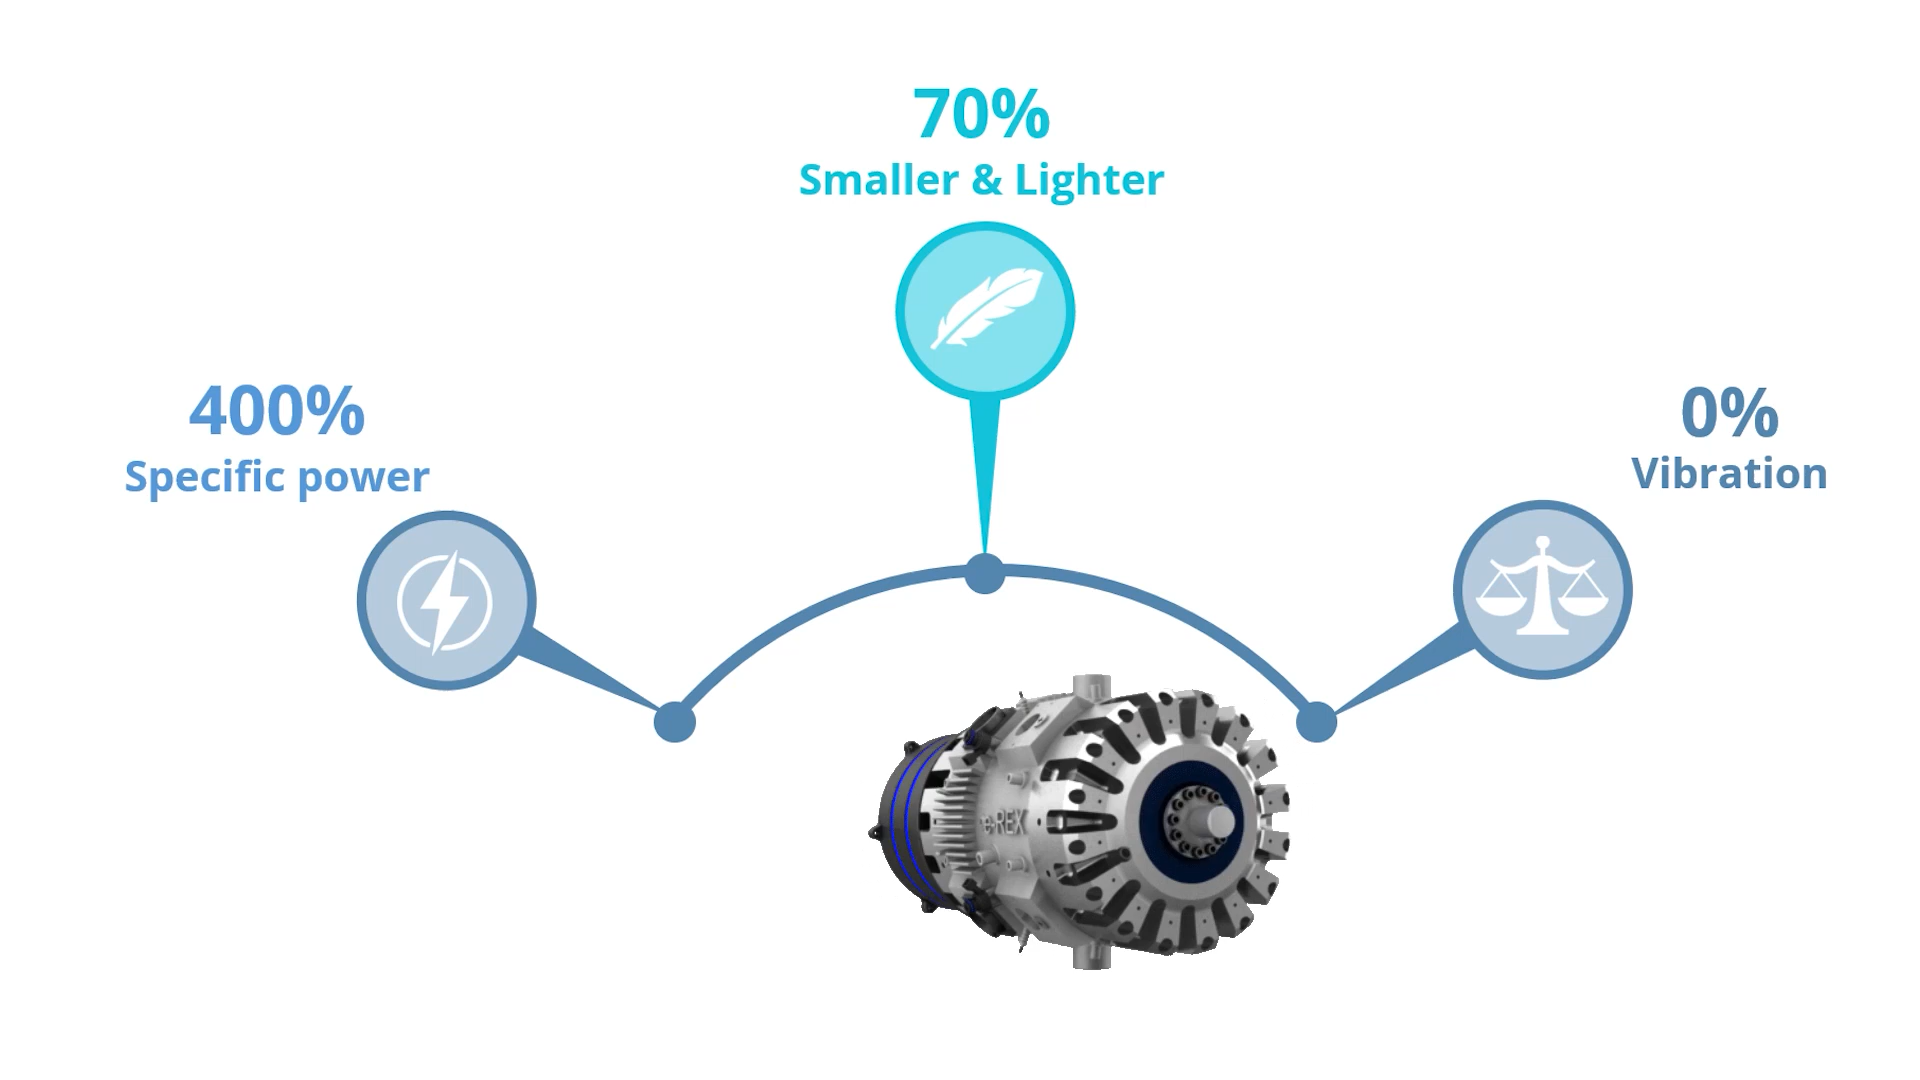 70%
Smaller & Lighter
400%
Specific power
0%
Vibration
e-REX